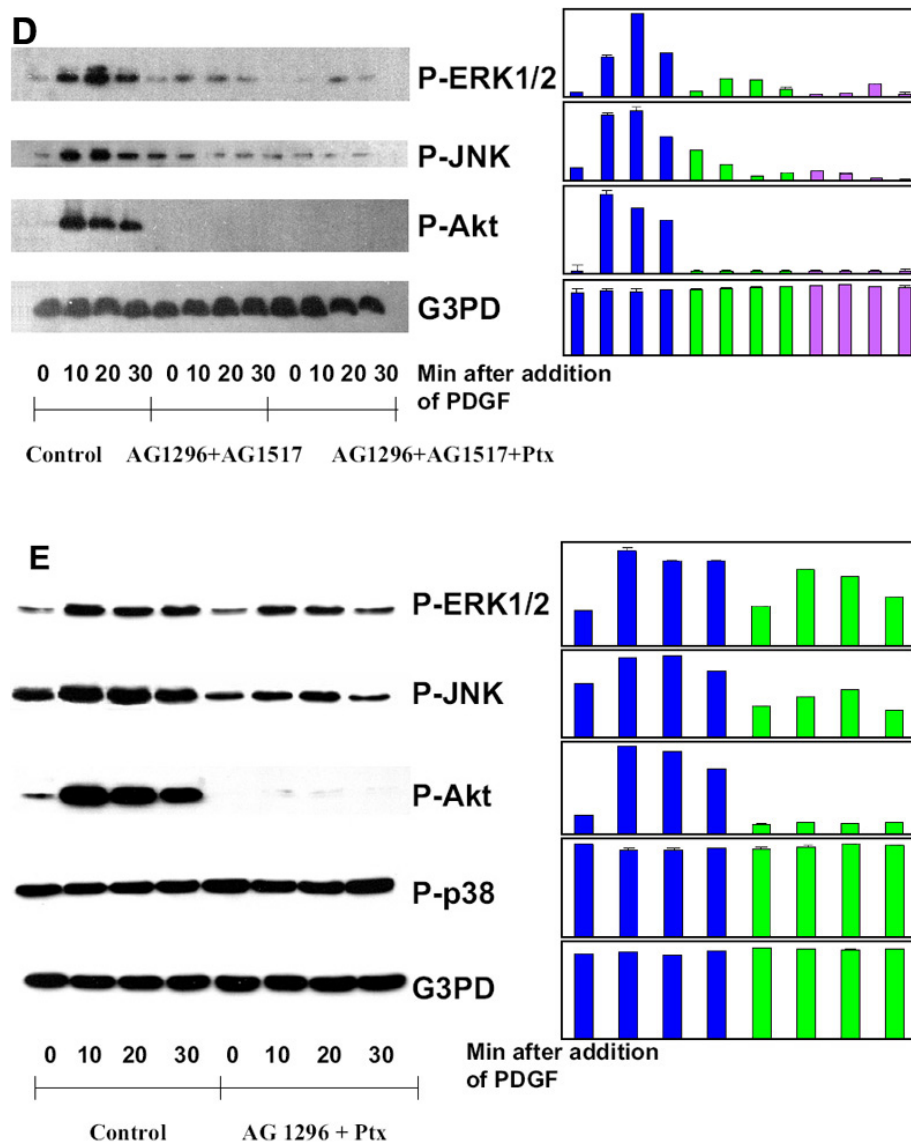 D
P-ERK1/2
P-JNK
P-Akt
G3PD
0 10 20 30 0 10 20 30 0 10 20 30 Min after addition
of PDGF
Control AG1296+AG1517 AG1296+AG1517+Ptx
E
P-ERK1/2
P-JNK
P-Akt
P-p38
G3PD
0 10 20 30 0 10 20 30 Min after addition
of PDGF
Control AG 1296 + Ptx